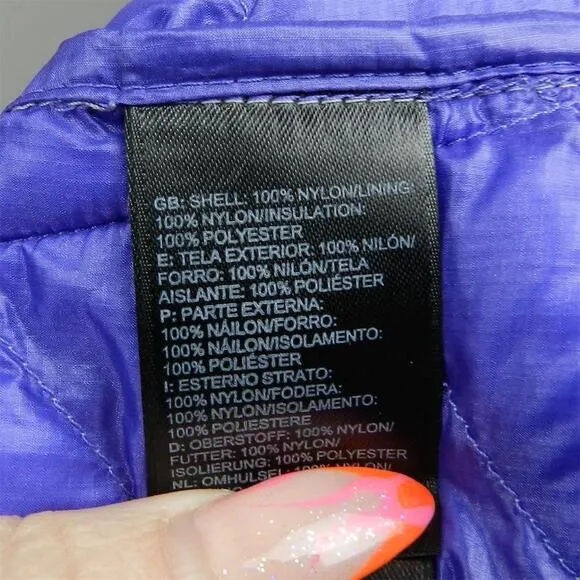 GB: SHELL: 100% NYLON/LINING:
100% NYLON/INSULATION:
100% POLYESTER
E: TELA EXTERIOR. 100% NILÓN/
FORRO: 100% NILÓN/TELA
AISLANTE: 100% POLIÉSTER
P: PARTE EXTERNA:
100% NÁILON/FORRO:
100% NÁILON/ISOLAMENTO:
100% POLIÉSTER
I: ESTERNO STRATO:
100% NYLON/FODERA:
100% NYLON/ISOLAMENTO:
100% POLIESTERE
D: OBERSTOFF: 100% NYLON/
FUTTER: 100% NYLON/
ISOLIERUNG: 100% POLYESTER
NL: OMHULSEL: 100% NYLON/